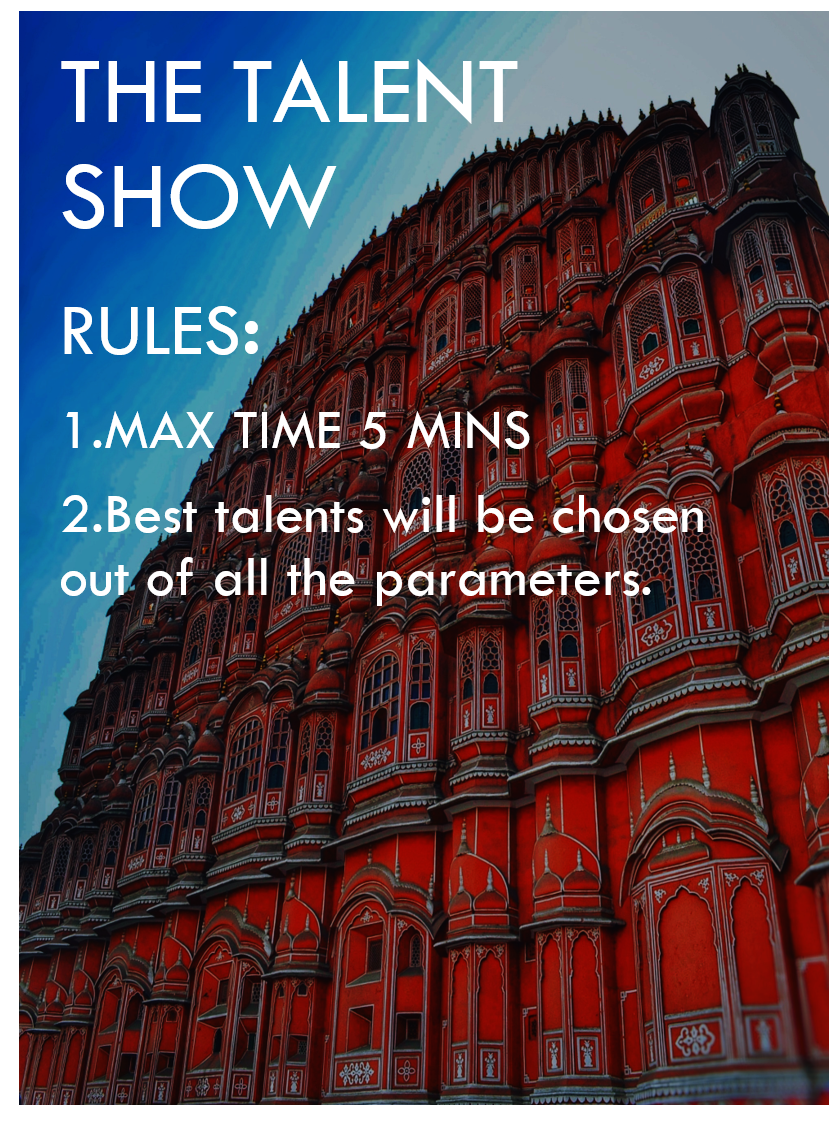 THE TALENT
SHOW
RULES:
1.MAX TIME 5 MINS
2.Best talents will be chosen
out of all the parameters.